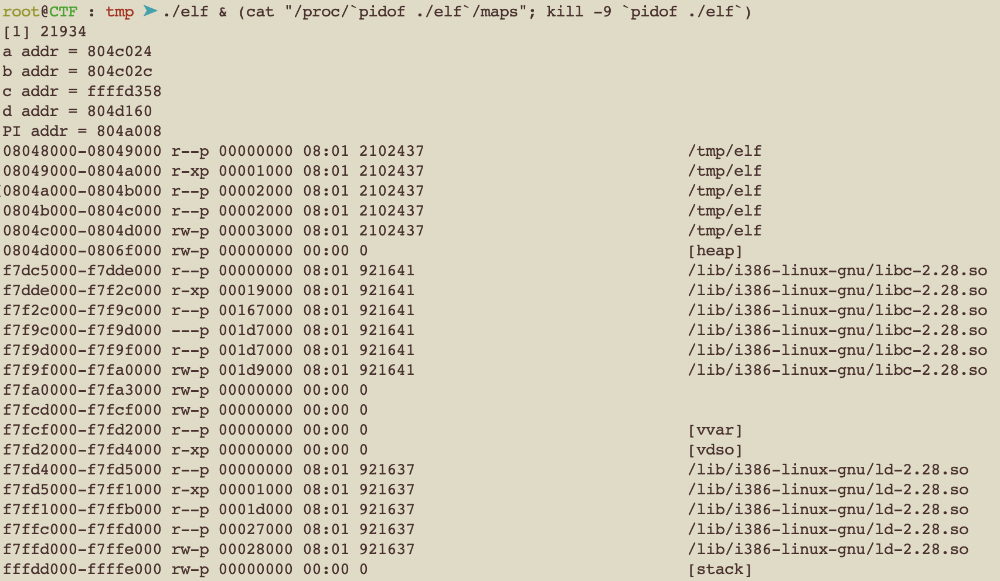 root@CTF : tmp ➤ ./elf & (cat "/proc/`pidof ./elf`/maps"; kill -9 `pidof ./elf`)
[1] 21934
a addr = 804c024
b addr = 804c02c
c addr = ffffd358
d addr = 804d160
PI addr = 804a008
08048000-08049000 r--p 00000000 08:01 2102437 /tmp/elf
08049000-0804a000 r-xp 00001000 08:01 2102437 /tmp/elf
0804a000-0804b000 r--p 00002000 08:01 2102437 /tmp/elf
0804b000-0804c000 r--p 00002000 08:01 2102437 /tmp/elf
0804c000-0804d000 rw-p 00003000 08:01 2102437 /tmp/elf
0804d000-0806f000 rw-p 00000000 00:00 0 [heap]
f7dc5000-f7dde000 r--p 00000000 08:01 921641 /lib/i386-linux-gnu/libc-2.28.so
f7dde000-f7f2c000 r-xp 00019000 08:01 921641 /lib/i386-linux-gnu/libc-2.28.so
f7f2c000-f7f9c000 r--p 00167000 08:01 921641 /lib/i386-linux-gnu/libc-2.28.so
f7f9c000-f7f9d000 ---p 001d7000 08:01 921641 /lib/i386-linux-gnu/libc-2.28.so
f7f9d000-f7f9f000 r--p 001d7000 08:01 921641 /lib/i386-linux-gnu/libc-2.28.so
f7f9f000-f7fa0000 rw-p 001d9000 08:01 921641 /lib/i386-linux-gnu/libc-2.28.so
f7fa0000-f7fa3000 rw-p 00000000 00:00 0
f7fcd000-f7fcf000 rw-p 00000000 00:00 0
f7fcf000-f7fd2000 r--p 00000000 00:00 0 [vvar]
f7fd2000-f7fd4000 r-xp 00000000 00:00 0 [vdso]
f7fd4000-f7fd5000 r--p 00000000 08:01 921637 /lib/i386-linux-gnu/ld-2.28.so
f7fd5000-f7ff1000 r-xp 00001000 08:01 921637 /lib/i386-linux-gnu/ld-2.28.so
f7ff1000-f7ffb000 r--p 0001d000 08:01 921637 /lib/i386-linux-gnu/ld-2.28.so
f7ffc000-f7ffd000 r--p 00027000 08:01 921637 /lib/i386-linux-gnu/ld-2.28.so
f7ffd000-f7ffe000 rw-p 00028000 08:01 921637 /lib/i386-linux-gnu/ld-2.28.so
fffdd000-ffffe000 rw-p 00000000 00:00 0 [stack]